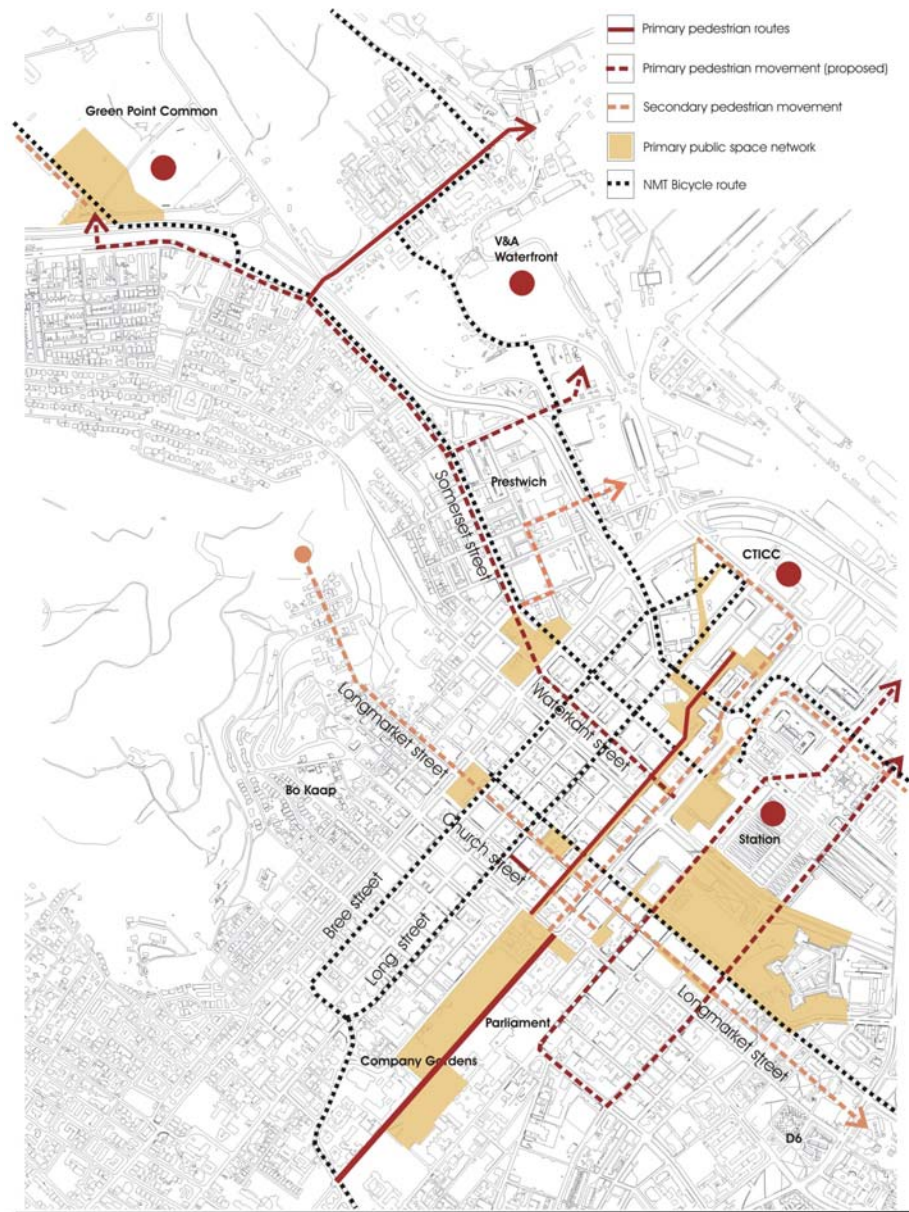 Primary pedestrian routes
Primary pedestrian movement (proposed)
Secondary pedestrian movement
Primary public space network
NMT Bicycle route
Green Point Common
V&A
Waterfront
Prestwich
Somerset street
CTICC
Longmarket street
Waterkant street
Bo Kaap
Church street
Station
Bree street
Long street
Longmarket street
Parliament
Company Gardens
D6